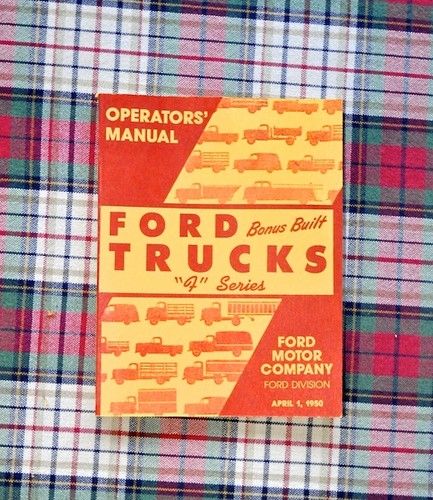 OPERATORS'
MANUAL
FORD Bonus Built
TRUCKS
"F" Series
FORD
MOTOR
COMPANY
FORD DIVISION
APRIL 1, 1950